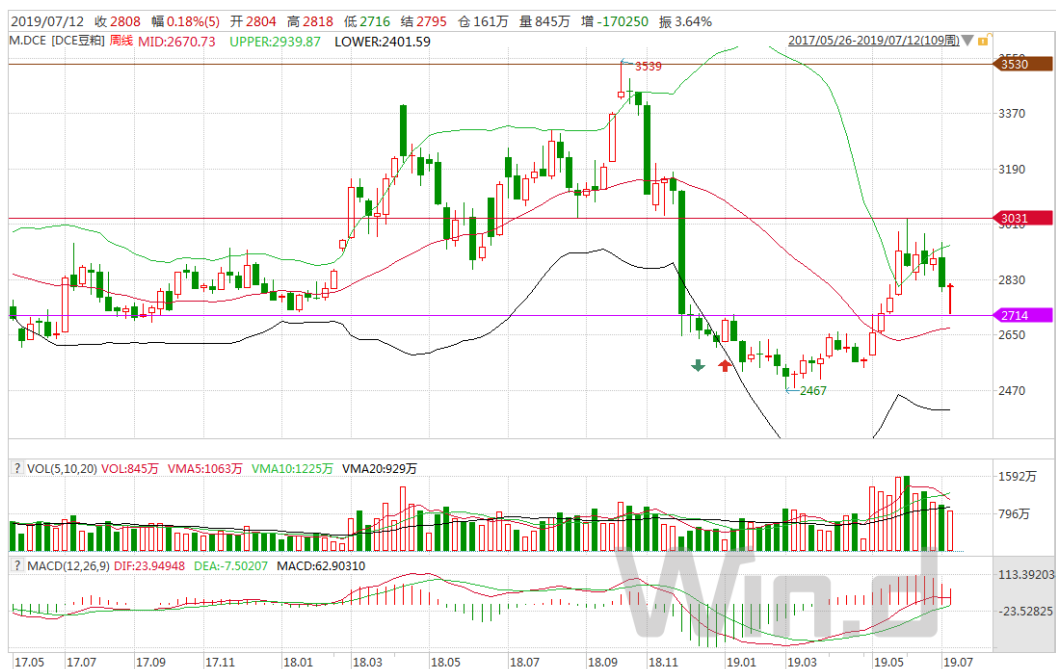 2019/07/12 收 2808 幅 0.18%(5) 开 2804 高 2818 低 2716 结 2795 仓 161万 量 845万 增 -170250 振 3.64%
M.DCE [DCE豆粕] 周线 MID:2670.73 UPPER:2939.87 LOWER:2401.59 2017/05/26-2019/07/12(109周)
3530
3539
3370
3190
3031
3010
2830
2714
2650
2470
2467
? VOL(5,10,20) VOL:845万 VMA5:1063万 VMA10:1225万 VMA20:929万
1592万
796万
? MACD(12,26,9) DIF:23.94948 DEA:-7.50207 MACD:62.90310
113.39203
-23.52825
Win.d
17.05 17.07 17.09 17.11 18.01 18.03 18.05 18.07 18.09 18.11 19.01 19.03 19.05 19.07